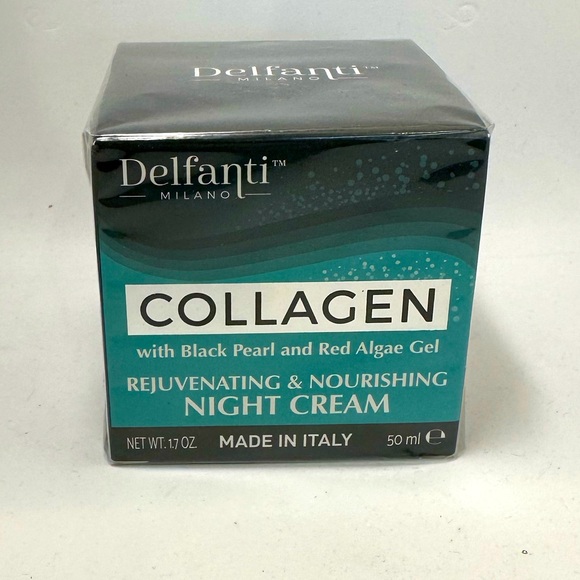 Delfanti™
MILANO
Delfanti™
MILANO
COLLAGEN
with Black Pearl and Red Algae Gel
REJUVENATING & NOURISHING
NIGHT CREAM
NET WT. 1.7 OZ. MADE IN ITALY 50 ml ℮